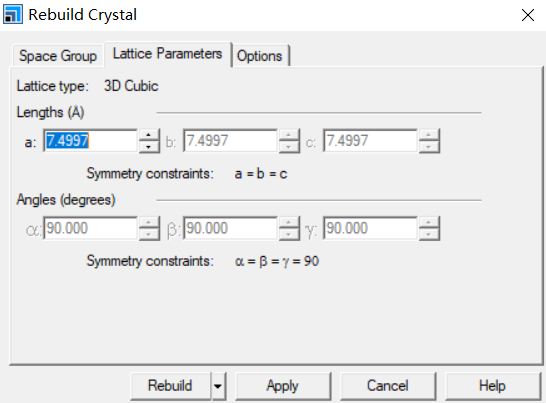 Rebuild Crystal
Space Group Lattice Parameters Options
Lattice type: 3D Cubic
Lengths (Å)
a: 7.4997 b: 7.4997 c: 7.4997
Symmetry constraints: a = b = c
Angles (degrees)
α: 90.000 β: 90.000 γ: 90.000
Symmetry constraints: α = β = γ = 90
Rebuild Apply Cancel Help